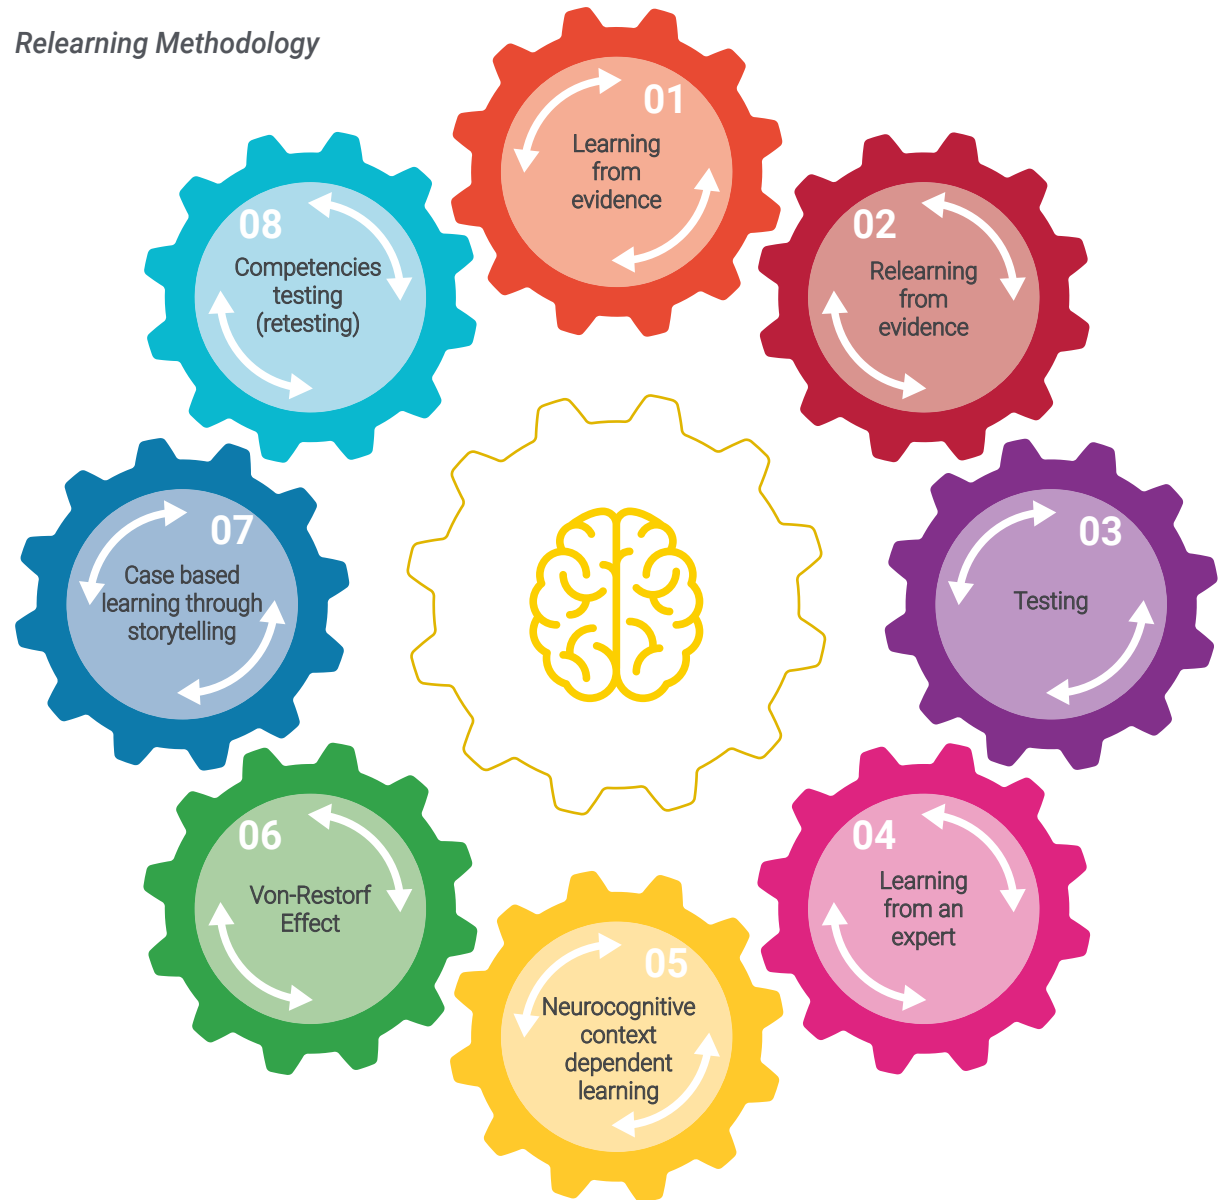 Relearning Methodology
01
Learning
from
evidence
02
Relearning
from
evidence
03
Testing
04
Learning
from an
expert
05
Neurocognitive
context
dependent
learning
06
Von-Restorf
Effect
07
Case based
learning through
storytelling
08
Competencies
testing
(retesting)